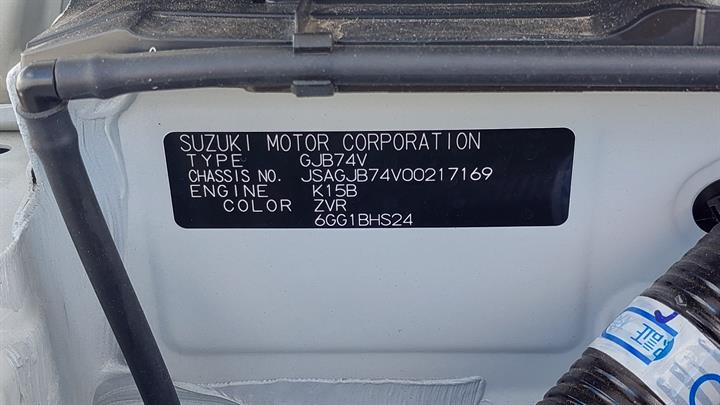 SUZUKI MOTOR CORPORATION
TYPE GJB74V
CHASSIS NO. JSAGJB74V00217169
ENGINE K15B
COLOR ZVR
6GG1BHS24